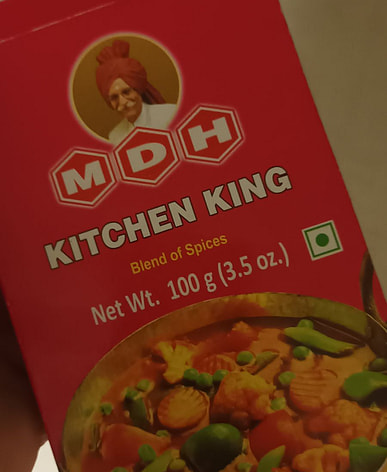 MDH
KITCHEN KING
Blend of Spices
Net Wt. 100 g (3.5 oz.)